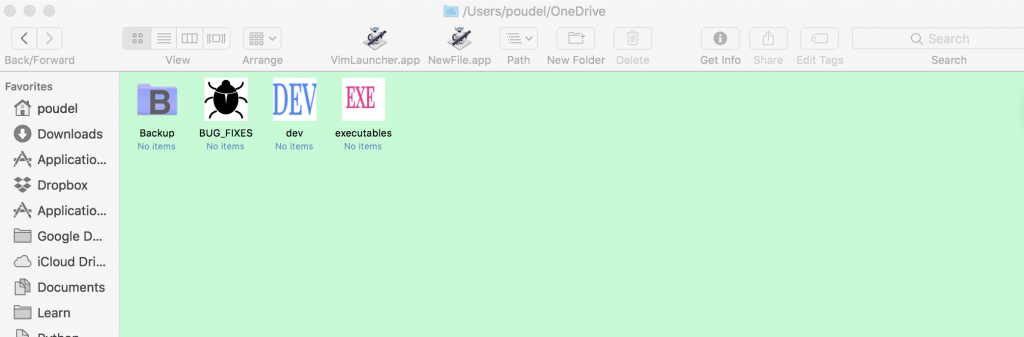 /Users/poudel/OneDrive
Back/Forward View Arrange VimLauncher.app NewFile.app Path New Folder Delete Get Info Share Edit Tags Search
Search
Favorites
poudel
Downloads
Applicatio...
Dropbox
Applicatio...
Google D...
iCloud Dri...
Documents
Learn
Python
B DEV EXE
Backup BUG_FIXES dev executables
No items No items No items No items